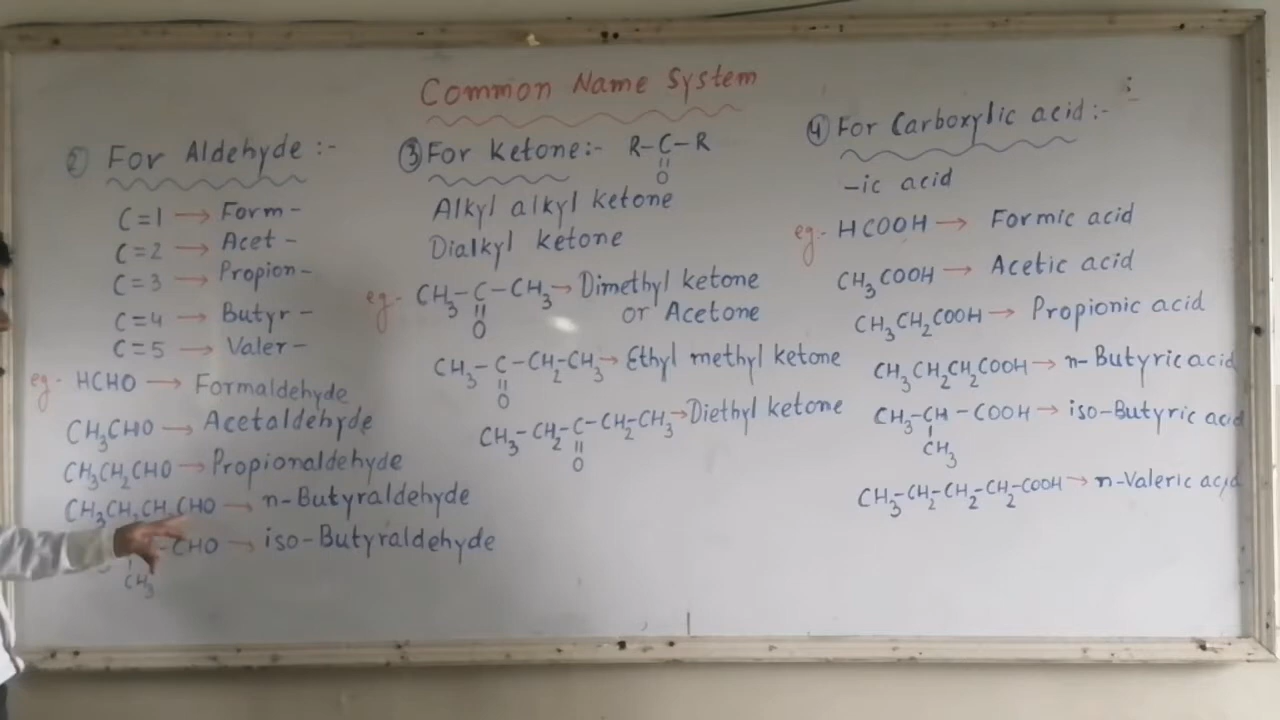 Common Name System
② For Aldehyde :-
C=1 → Form-
C=2 → Acet-
C=3 → Propion-
C=4 → Butyr-
C=5 → Valer-
eg- HCHO → Formaldehyde
CH₃CHO → Acetaldehyde
CH₃CH₂CHO → Propionaldehyde
CH₃CH₂CH₂CHO → n-Butyraldehyde
-CHO → iso-Butyraldehyde
CH₃
③ For Ketone:- R-C-R
O
Alkyl alkyl ketone
Dialkyl ketone
eg- CH₃-C-CH₃ → Dimethyl ketone
O or Acetone
CH₃-C-CH₂-CH₃ → Ethyl methyl ketone
O
CH₃-CH₂-C-CH₂-CH₃ → Diethyl ketone
O
④ For Carboxylic acid:-
-ic acid
eg- HCOOH → Formic acid
CH₃COOH → Acetic acid
CH₃CH₂COOH → Propionic acid
CH₃CH₂CH₂COOH → n-Butyric acid
CH₃-CH-COOH → iso-Butyric acid
CH₃
CH₃-CH₂-CH₂-CH₂-COOH → n-Valeric acid